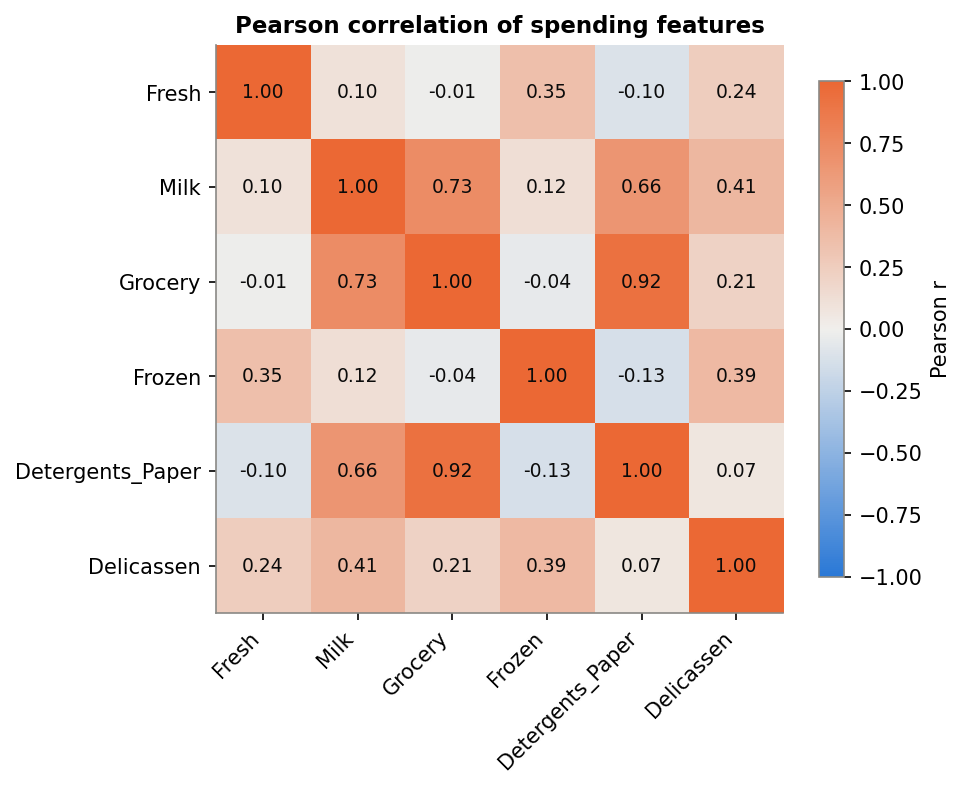 Pearson correlation of spending features
Fresh 1.00 0.10 -0.01 0.35 -0.10 0.24
Milk 0.10 1.00 0.73 0.12 0.66 0.41
Grocery -0.01 0.73 1.00 -0.04 0.92 0.21
Frozen 0.35 0.12 -0.04 1.00 -0.13 0.39
Detergents_Paper -0.10 0.66 0.92 -0.13 1.00 0.07
Delicassen 0.24 0.41 0.21 0.39 0.07 1.00
Fresh Milk Grocery Frozen Detergents_Paper Delicassen
1.00
0.75
0.50
0.25
0.00
−0.25
−0.50
−0.75
−1.00
Pearson r